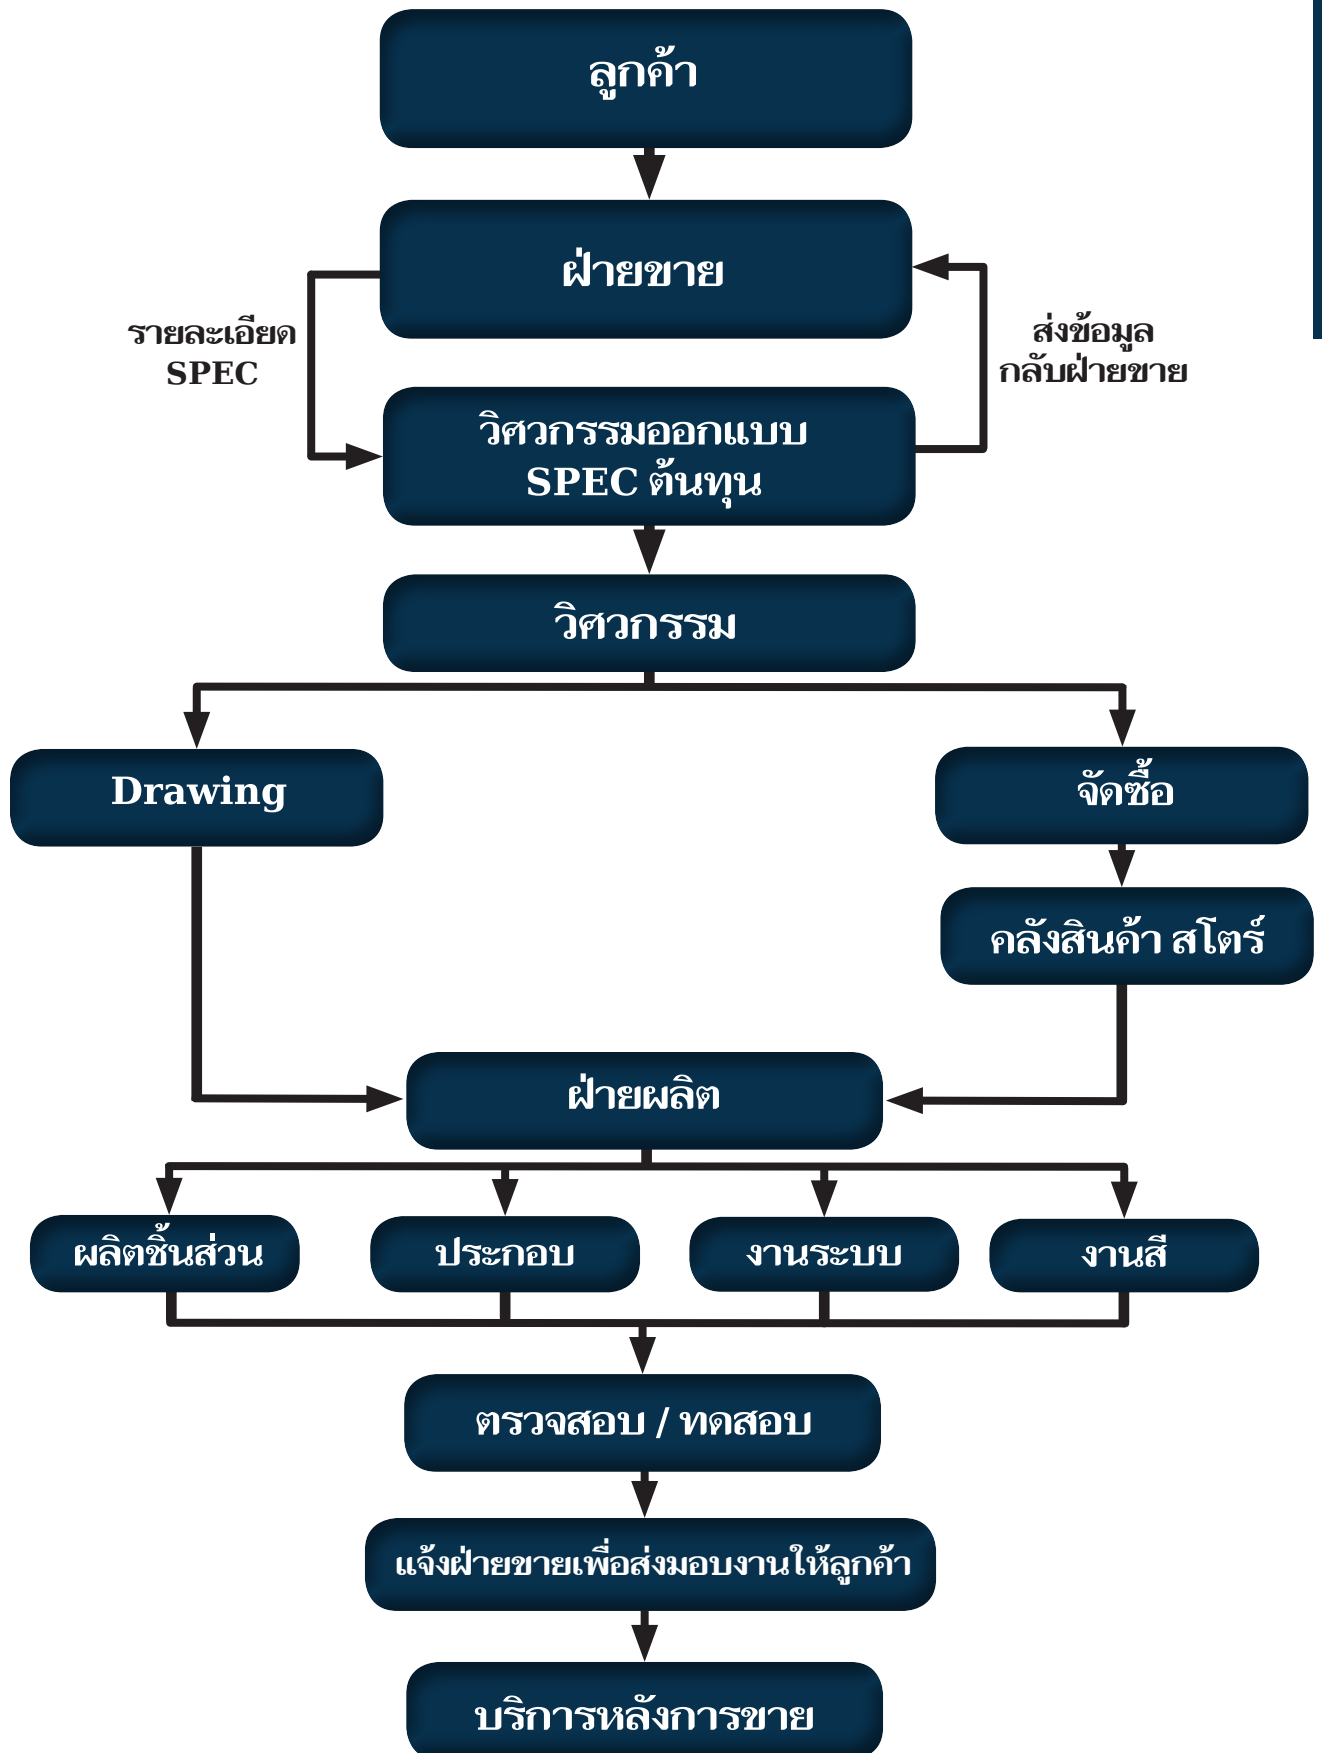 ลูกค้า
ฝ่ายขาย
รายละเอียด
SPEC
ส่งข้อมูล
กลับฝ่ายขาย
วิศวกรรมออกแบบ
SPEC ต้นทุน
วิศวกรรม
Drawing
จัดซื้อ
คลังสินค้า สโตร์
ฝ่ายผลิต
ผลิตชิ้นส่วน
ประกอบ
งานระบบ
งานสี
ตรวจสอบ / ทดสอบ
แจ้งฝ่ายขายเพื่อส่งมอบงานให้ลูกค้า
บริการหลังการขาย